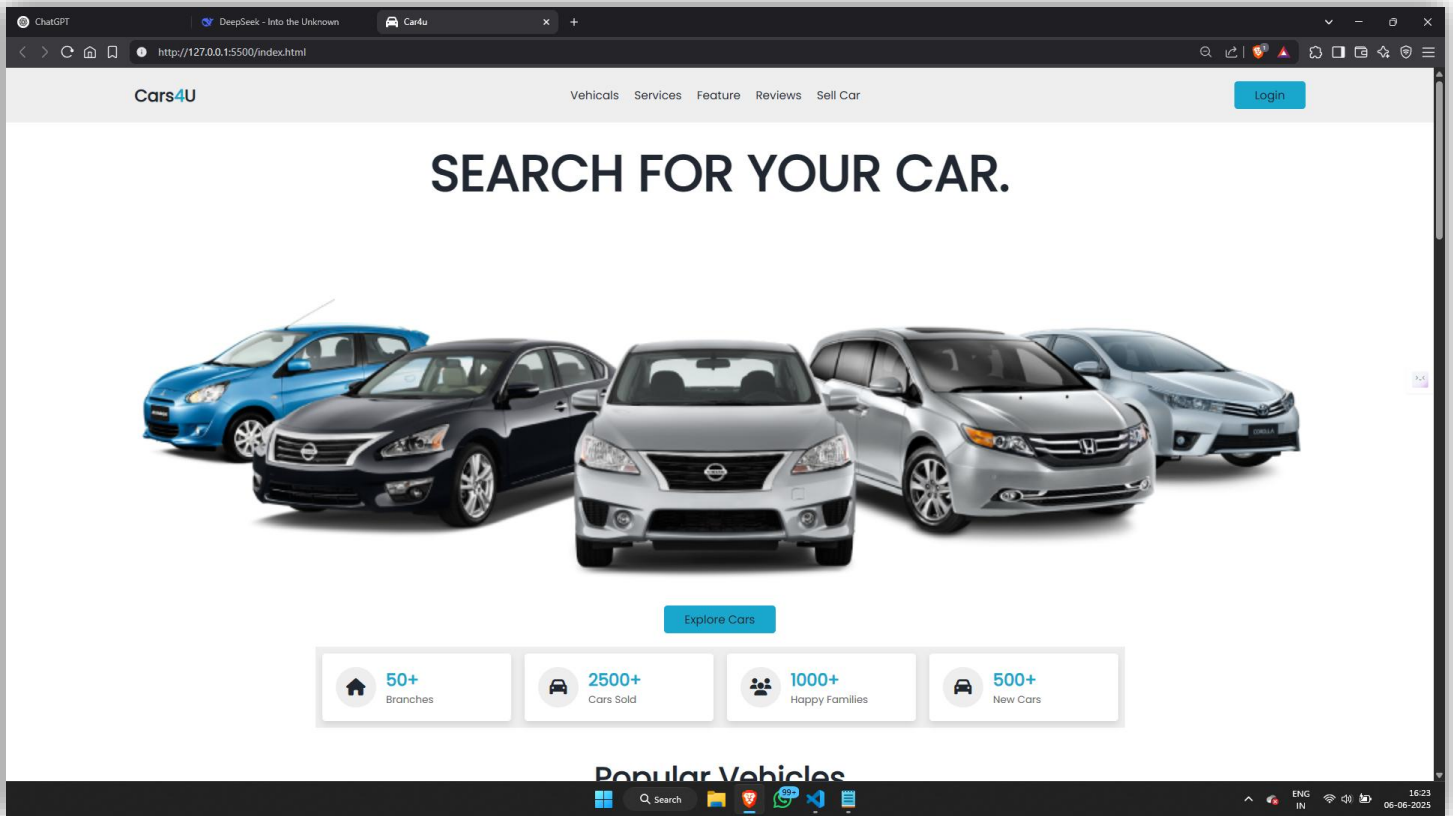 ChatGPT DeepSeek - Into the Unknown Car4u
http://127.0.0.1:5500/index.html
Cars4U Vehicals Services Feature Reviews Sell Car Login
SEARCH FOR YOUR CAR.
COROLLA
Explore Cars
50+ 2500+ 1000+ 500+
Branches Cars Sold Happy Families New Cars
Popular Vehicles
Search 99+ ENG 16:23
IN 06-06-2025